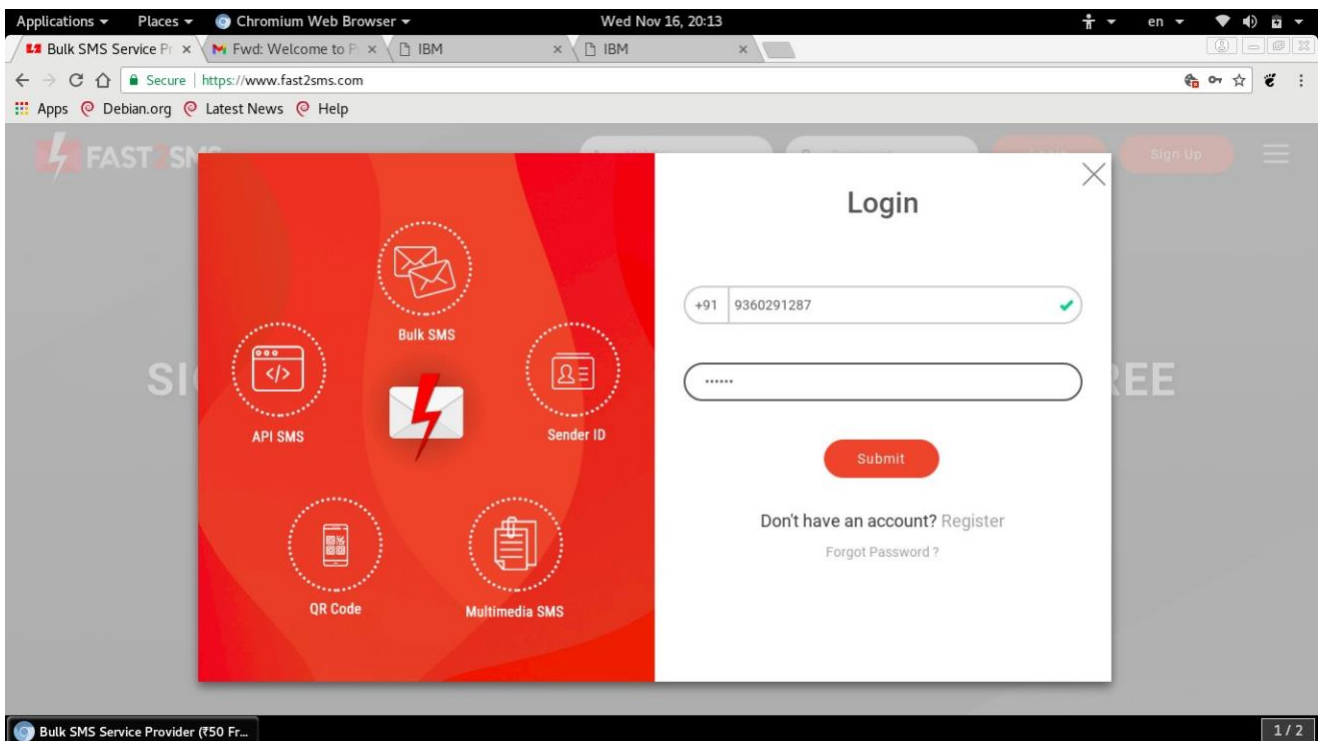 Applications Places Chromium Web Browser Wed Nov 16, 20:13 en
Bulk SMS Service Pr × Fwd: Welcome to P × IBM × IBM ×
Secure | https://www.fast2sms.com
Apps Debian.org Latest News Help
FAST2SMS Sign Up
Login
+91 9360291287
Bulk SMS
API SMS
Sender ID
••••••
Submit
Don't have an account? Register
Forgot Password ?
QR Code
Multimedia SMS
SI
EE
Bulk SMS Service Provider (₹50 Fr...
1 / 2